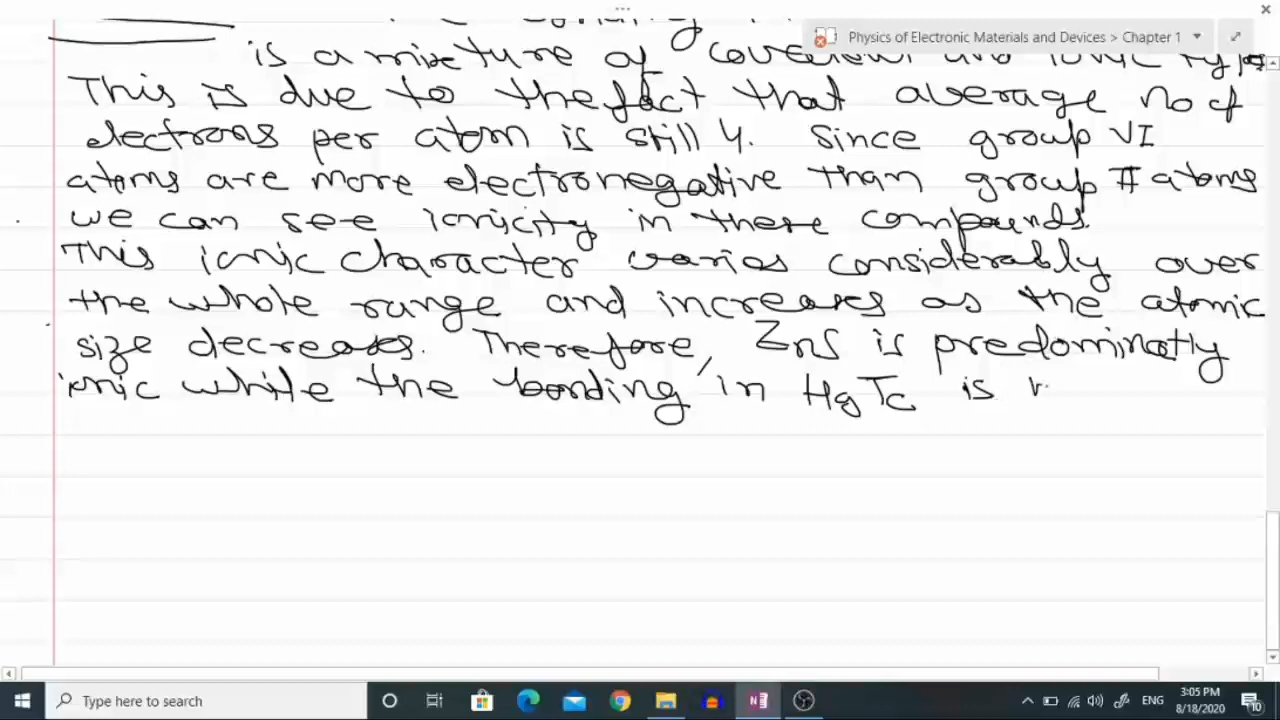 Physics of Electronic Materials and Devices > Chapter 1
is a mixture of covalent and ionic type
This is due to the fact that average no of
electrons per atom is still 4. Since group VI
atoms are more electronegative than group II atoms
we can see ionicity in these compounds.
This ionic character varies considerably over
the whole range and increases as the atomic
size decreases. Therefore, ZnS is predominatly
ionic while the bonding in HgTe is
Type here to search
ENG
3:05 PM
8/18/2020
10